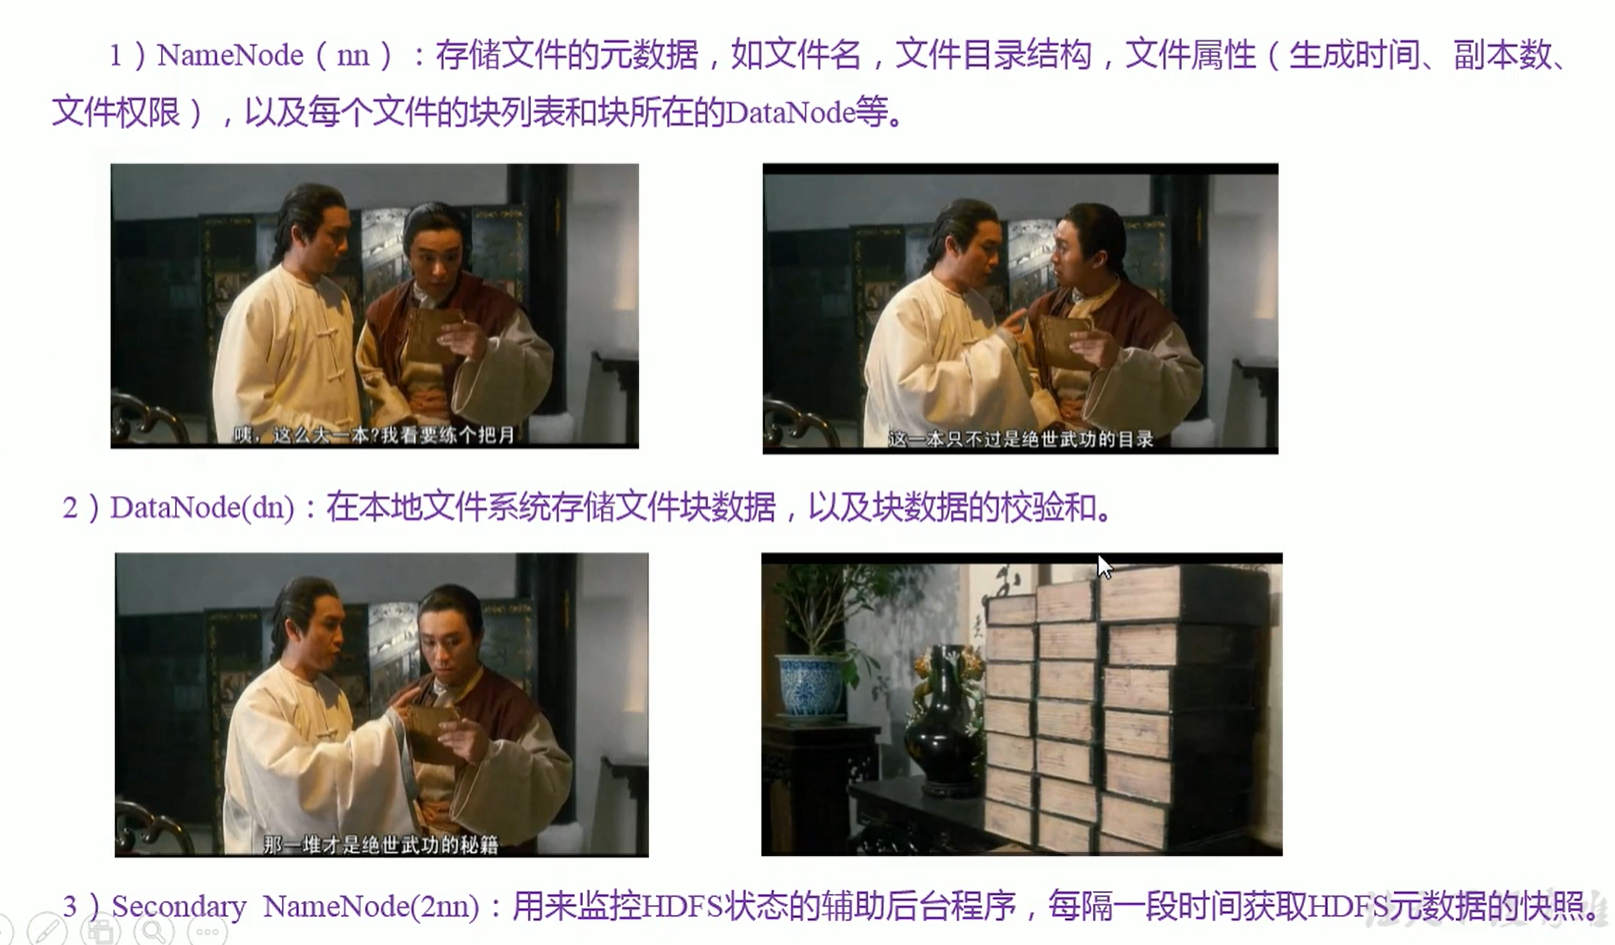 1）NameNode（nn）：存储文件的元数据，如文件名，文件目录结构，文件属性（生成时间、副本数、
文件权限），以及每个文件的块列表和块所在的DataNode等。
咦，这么大一本?我看要练个把月
这一本只不过是绝世武功的目录
2）DataNode(dn)：在本地文件系统存储文件块数据，以及块数据的校验和。
那一堆才是绝世武功的秘籍
3）Secondary NameNode(2nn)：用来监控HDFS状态的辅助后台程序，每隔一段时间获取HDFS元数据的快照。